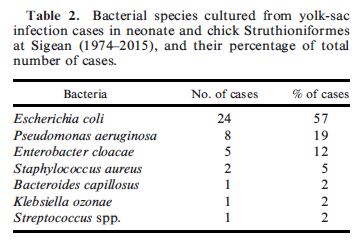 Table 2. Bacterial species cultured from yolk-sac
infection cases in neonate and chick Struthioniformes
at Sigean (1974–2015), and their percentage of total
number of cases.
Bacteria No. of cases % of cases
Escherichia coli 24 57
Pseudomonas aeruginosa 8 19
Enterobacter cloacae 5 12
Staphylococcus aureus 2 5
Bacteroides capillosus 1 2
Klebsiella ozonae 1 2
Streptococcus spp. 1 2